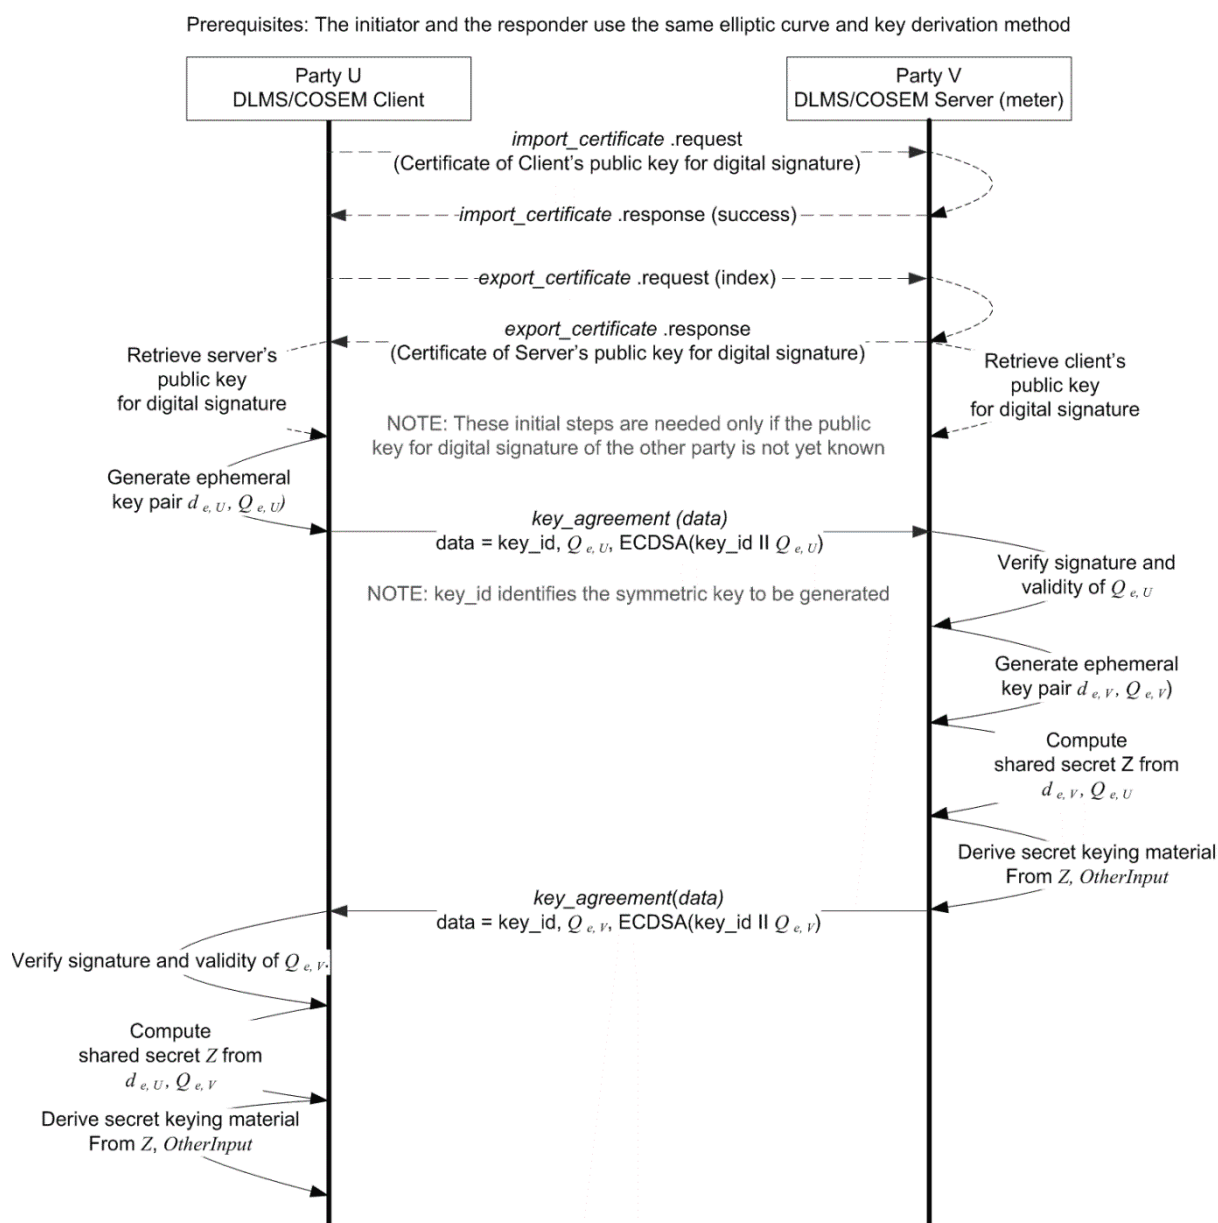 Prerequisites: The initiator and the responder use the same elliptic curve and key derivation method
Party U
DLMS/COSEM Client
Party V
DLMS/COSEM Server (meter)
import_certificate .request
(Certificate of Client's public key for digital signature)
import_certificate .response (success)
export_certificate .request (index)
export_certificate .response
(Certificate of Server's public key for digital signature)
Retrieve server's
public key
for digital signature
Retrieve client's
public key
for digital signature
NOTE: These initial steps are needed only if the public
key for digital signature of the other party is not yet known
Generate ephemeral
key pair d e, U, Q e, U)
key_agreement (data)
data = key_id, Q e, U, ECDSA(key_id II Q e, U)
Verify signature and
validity of Q e, U
NOTE: key_id identifies the symmetric key to be generated
Generate ephemeral
key pair d e, V, Q e, V)
Compute
shared secret Z from
d e, V, Q e, U
Derive secret keying material
From Z, OtherInput
key_agreement(data)
data = key_id, Q e, V, ECDSA(key_id II Q e, V)
Verify signature and validity of Q e, V.
Compute
shared secret Z from
d e, U, Q e, V
Derive secret keying material
From Z, OtherInput